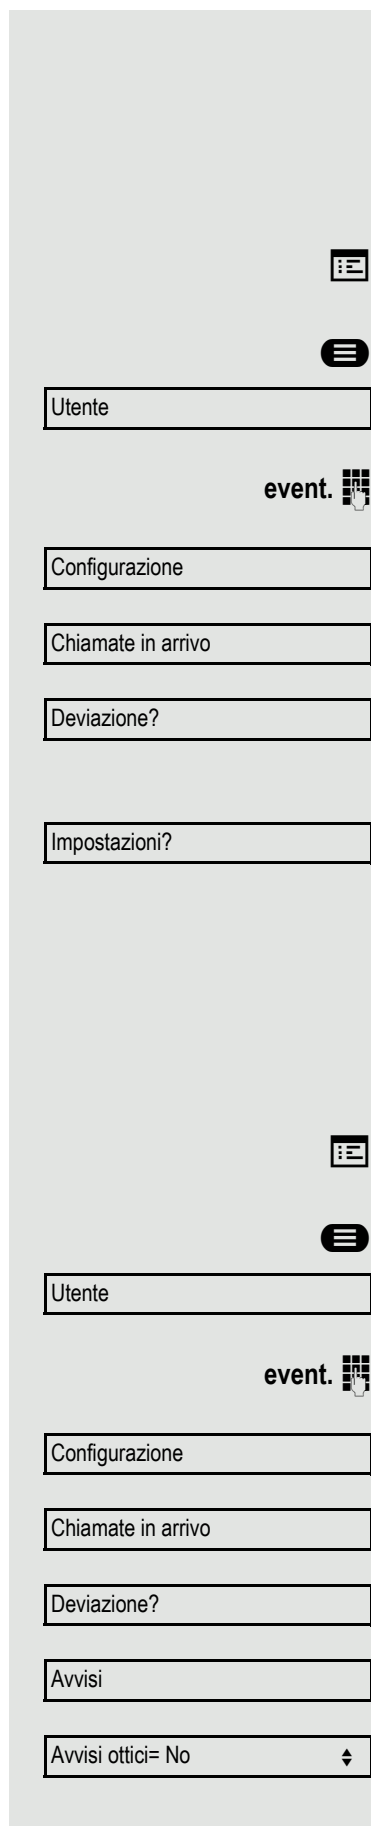 Utente
event.
Configurazione
Chiamate in arrivo
Deviazione?
Impostazioni?
Utente
event.
Configurazione
Chiamate in arrivo
Deviazione?
Avvisi
Avvisi ottici= No